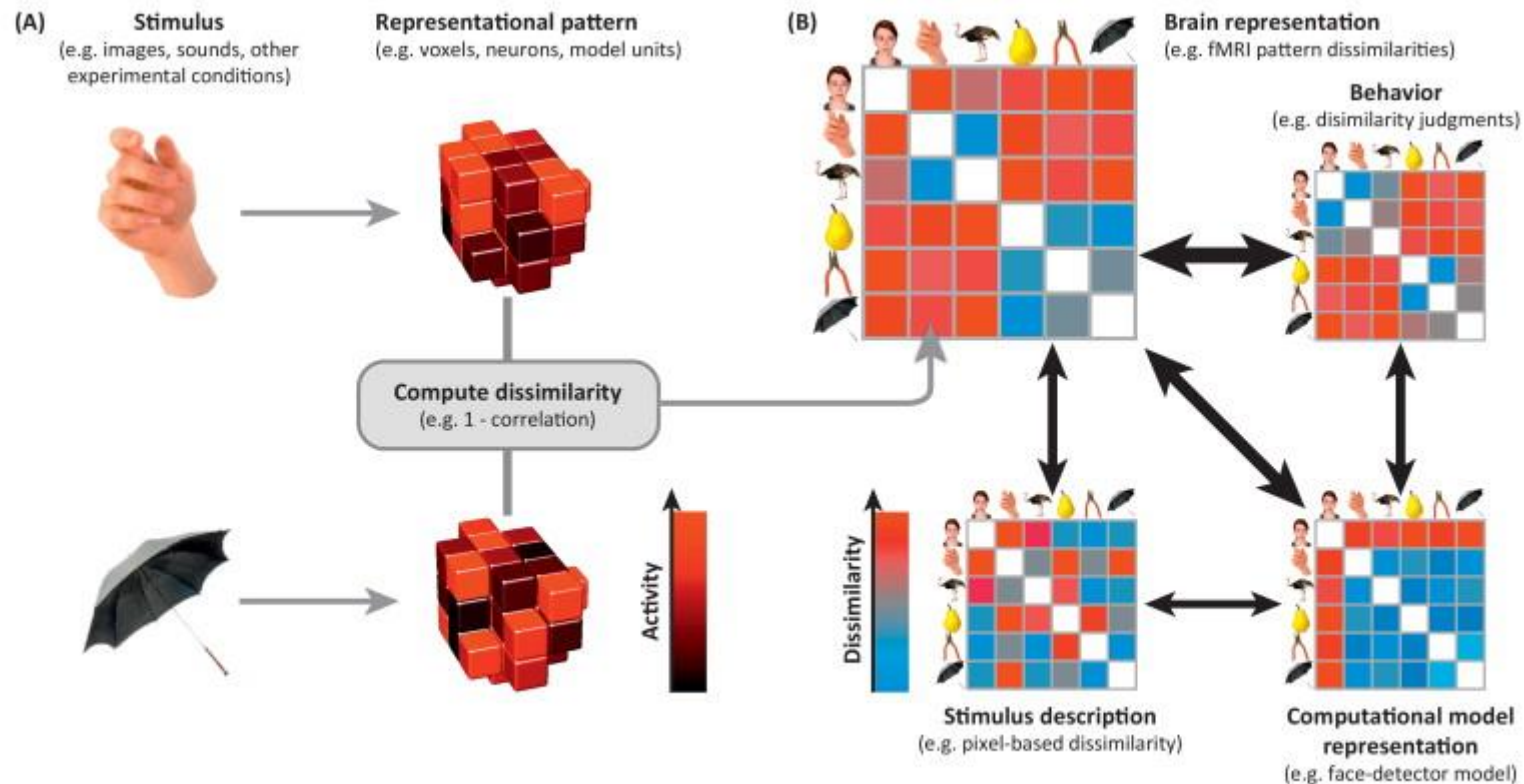 (A)
Stimulus
(e.g. images, sounds, other
experimental conditions)
Representational pattern
(e.g. voxels, neurons, model units)
Compute dissimilarity
(e.g. 1 - correlation)
Activity
(B)
Brain representation
(e.g. fMRI pattern dissimilarities)
Behavior
(e.g. disimilarity judgments)
Dissimilarity
Stimulus description
(e.g. pixel-based dissimilarity)
Computational model
representation
(e.g. face-detector model)